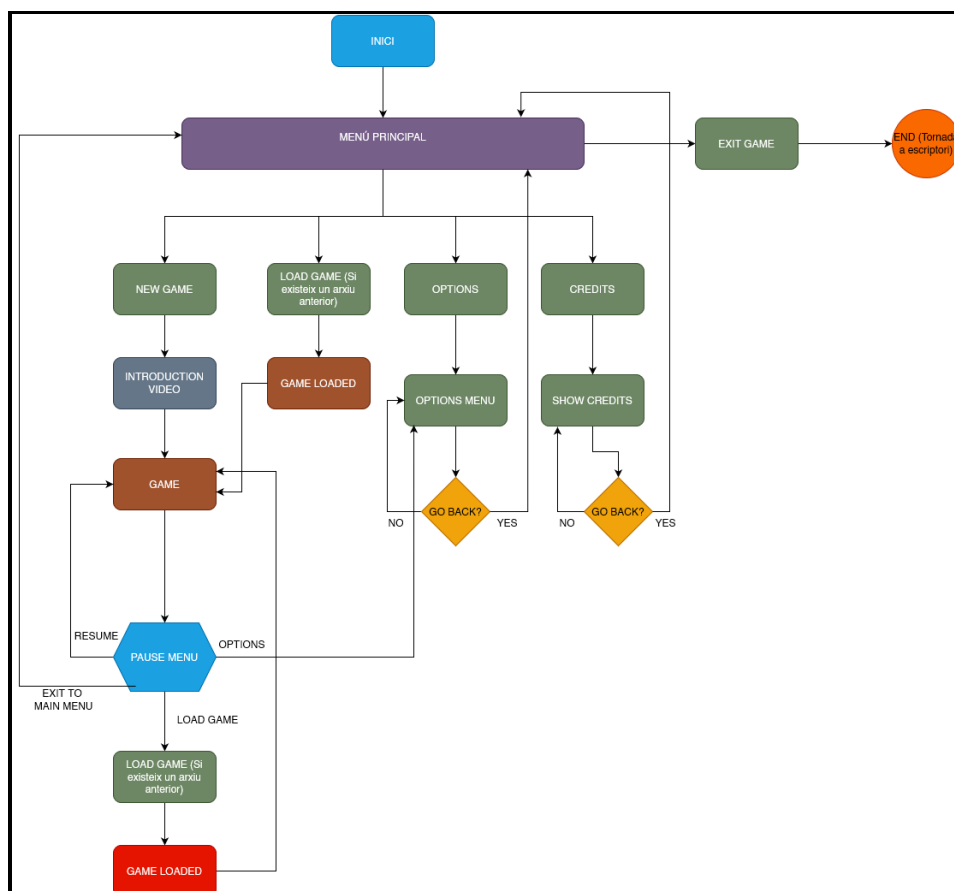 INICI
MENÚ PRINCIPAL
EXIT GAME
END (Tornada
a escriptori)
NEW GAME
LOAD GAME (Si
existeix un arxiu
anterior)
OPTIONS
CREDITS
INTRODUCTION
VIDEO
GAME LOADED
OPTIONS MENU
SHOW CREDITS
GAME
GO BACK?
NO
YES
GO BACK?
NO
YES
RESUME
PAUSE MENU
OPTIONS
EXIT TO
MAIN MENU
LOAD GAME
LOAD GAME (Si
existeix un arxiu
anterior)
GAME LOADED